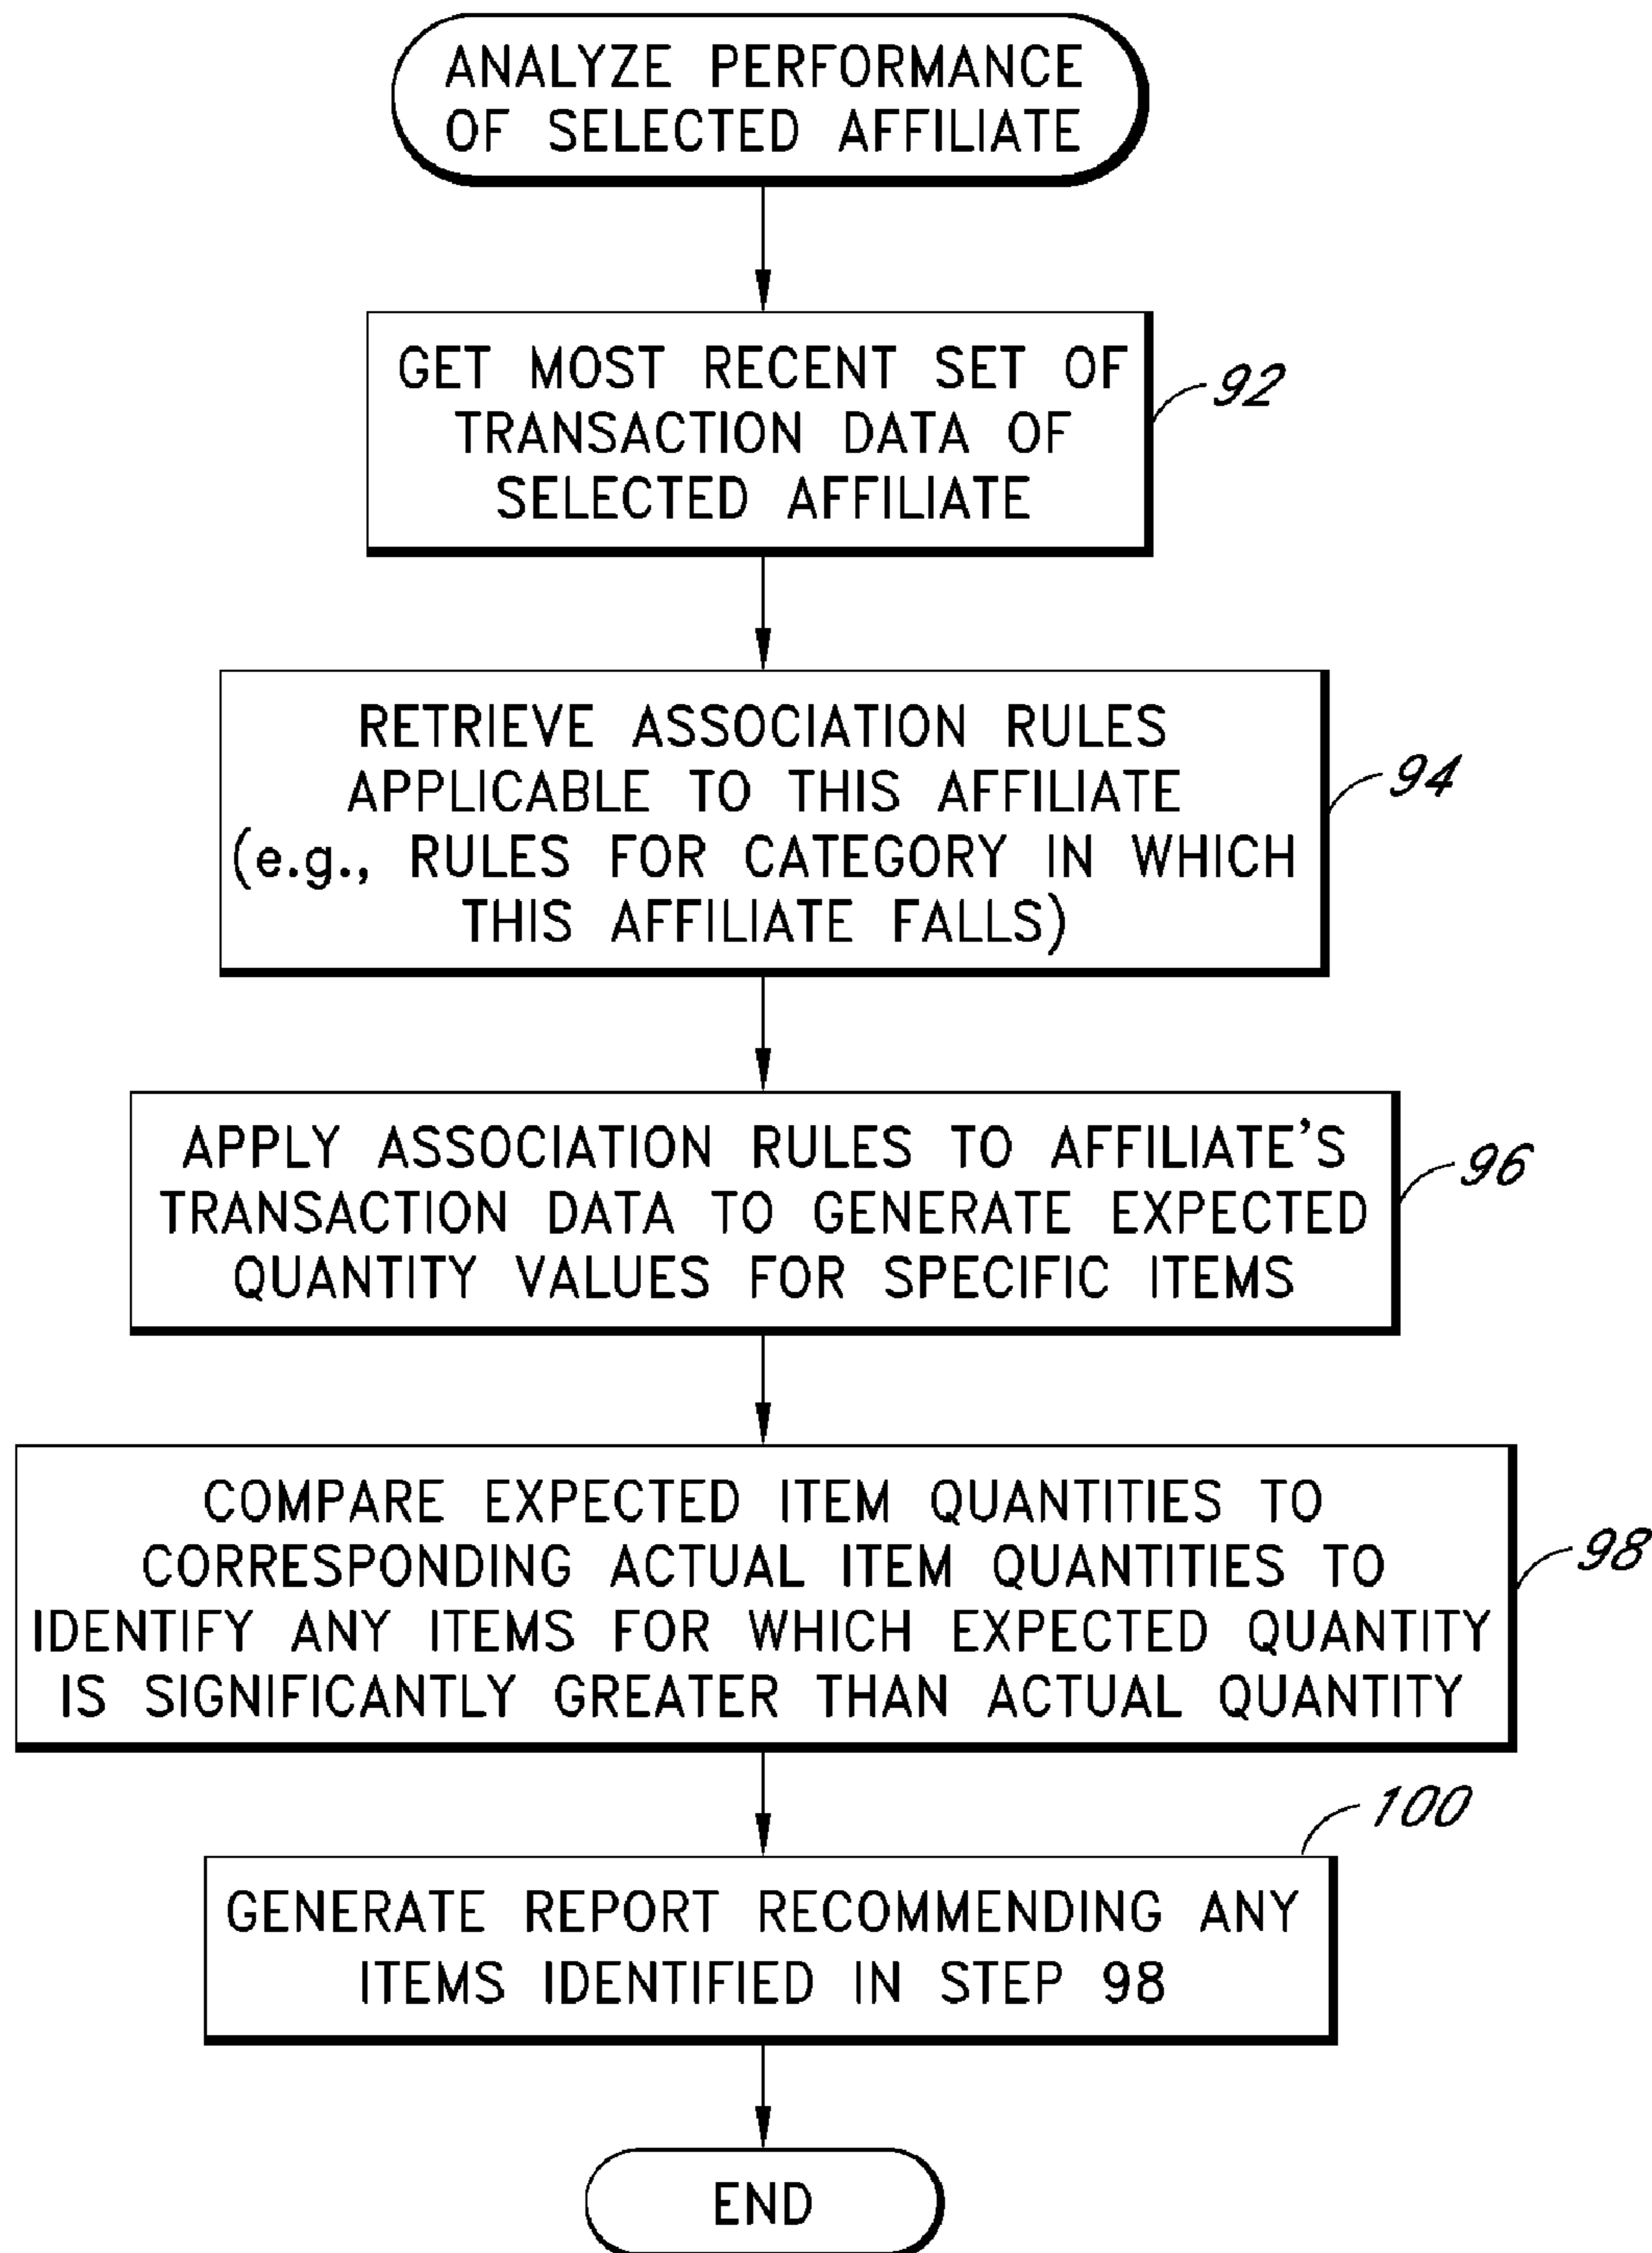 ANALYZE PERFORMANCE
OF SELECTED AFFILIATE
GET MOST RECENT SET OF
TRANSACTION DATA OF
SELECTED AFFILIATE
92
RETRIEVE ASSOCIATION RULES
APPLICABLE TO THIS AFFILIATE
(e.g., RULES FOR CATEGORY IN WHICH
THIS AFFILIATE FALLS)
94
APPLY ASSOCIATION RULES TO AFFILIATE'S
TRANSACTION DATA TO GENERATE EXPECTED
QUANTITY VALUES FOR SPECIFIC ITEMS
96
COMPARE EXPECTED ITEM QUANTITIES TO
CORRESPONDING ACTUAL ITEM QUANTITIES TO
IDENTIFY ANY ITEMS FOR WHICH EXPECTED QUANTITY
IS SIGNIFICANTLY GREATER THAN ACTUAL QUANTITY
98
100
GENERATE REPORT RECOMMENDING ANY
ITEMS IDENTIFIED IN STEP 98
END